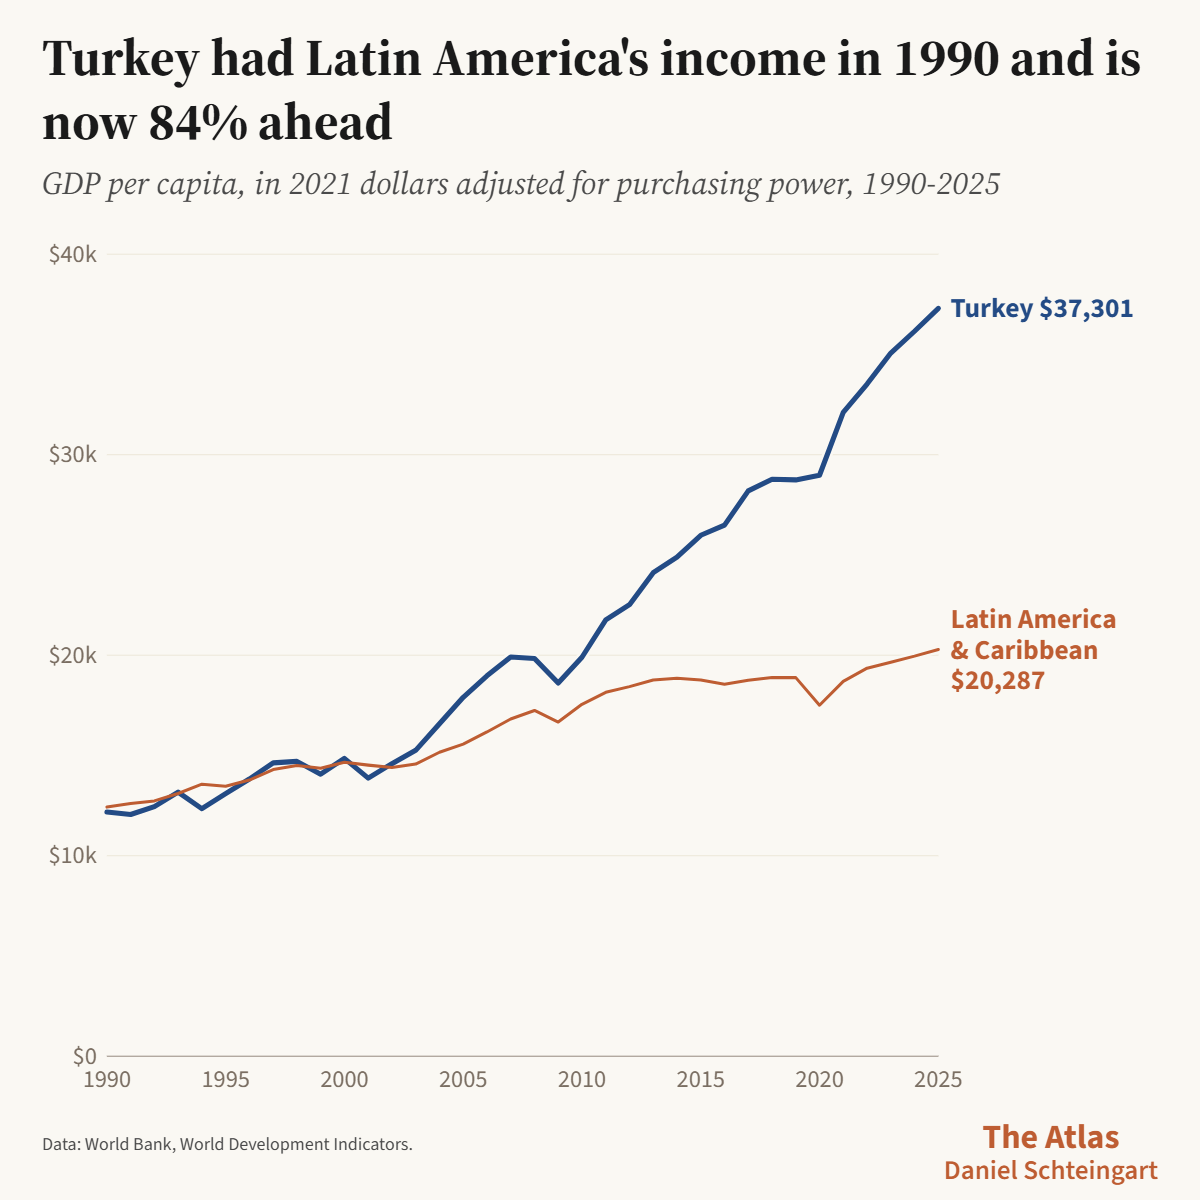 Turkey had Latin America's income in 1990 and is
now 84% ahead
GDP per capita, in 2021 dollars adjusted for purchasing power, 1990-2025
$40k
Turkey $37,301
$30k
Latin America
& Caribbean
$20,287
$20k
$10k
$0
1990 1995 2000 2005 2010 2015 2020 2025
Data: World Bank, World Development Indicators.
The Atlas
Daniel Schteingart